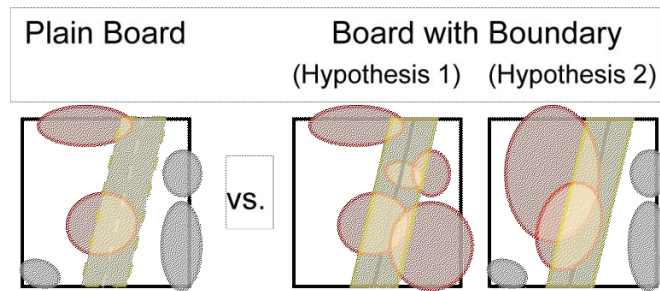 Plain Board
Board with Boundary
(Hypothesis 1) (Hypothesis 2)
vs.